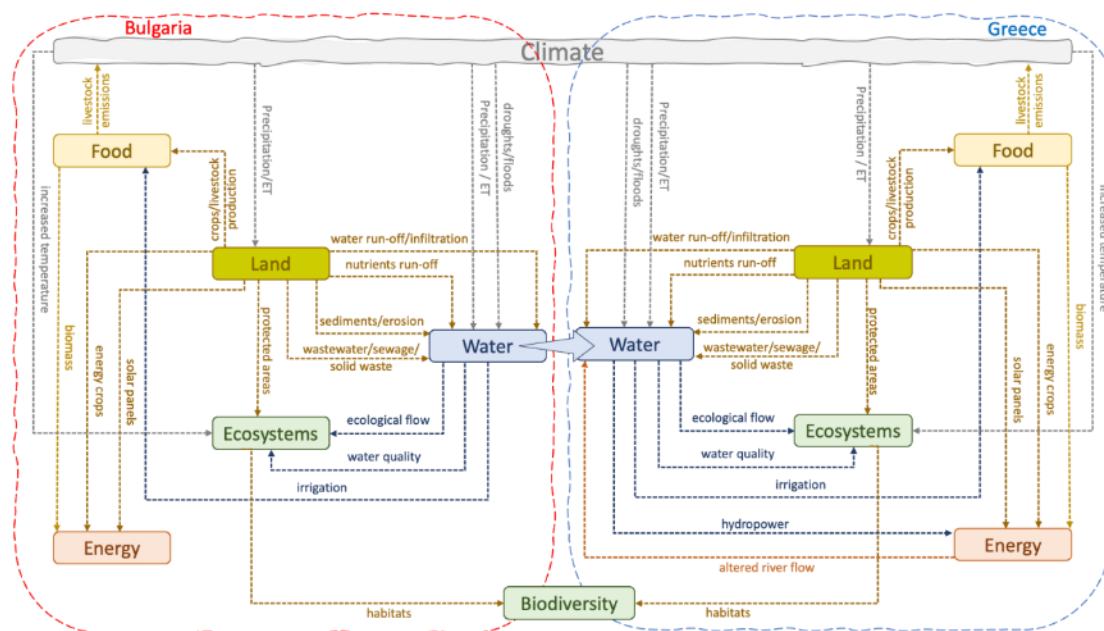 Bulgaria
Greece
Climate
livestock
emissions
Precipitation/ET
Precipitation / ET
droughts/floods
droughts/floods
Precipitation/ET
Precipitation / ET
livestock
emissions
Food
Food
increased temperature
crops/livestock
production
crops/livestock
production
increased temperature
water run-off/infiltration
water run-off/infiltration
Land
Land
nutrients run-off
nutrients run-off
sediments/erosion
sediments/erosion
Water
Water
wastewater/sewage/
solid waste
wastewater/sewage/
solid waste
biomass
energy crops
solar panels
protected areas
protected areas
solar panels
energy crops
biomass
Ecosystems
ecological flow
ecological flow
Ecosystems
water quality
water quality
irrigation
irrigation
hydropower
Energy
Energy
altered river flow
Biodiversity
habitats
habitats